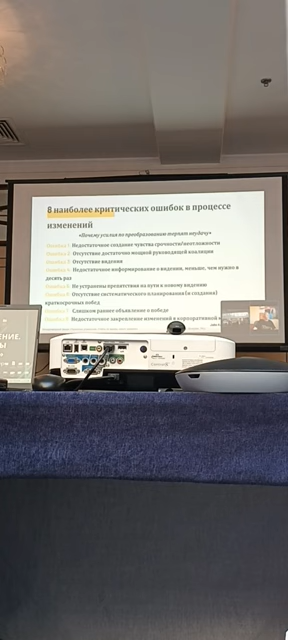 8 наиболее критических ошибок в процессе
изменений
«Почему усилия по преобразованию терпят неудачу»
Ошибка 1 Недостаточное создание чувства срочности/неотложности
Ошибка 2 Отсутствие достаточно мощной руководящей коалиции
Ошибка 3 Отсутствие видения
Ошибка 4 Недостаточное информирование о видении, меньше, чем нужно в
десять раз
Ошибка 5 Не устранены препятствия на пути к новому видению
Ошибка 6 Отсутствие систематического планирования (и создания)
краткосрочных побед
Ошибка 7 Слишком раннее объявление о победе
Ошибка 8 Недостаточное закрепление изменений в корпоративной